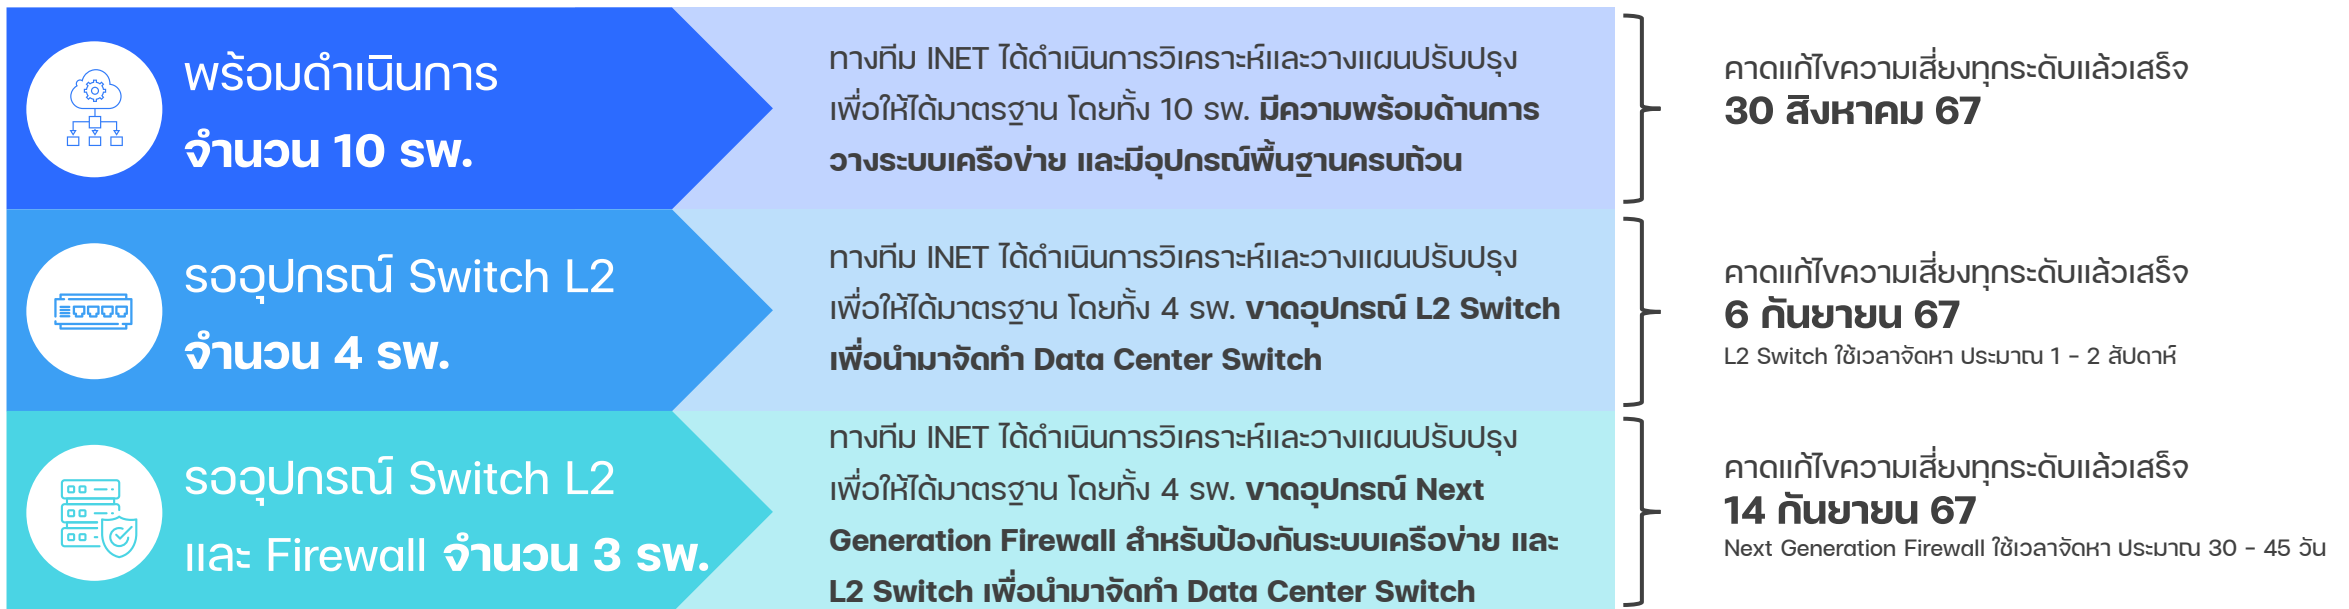 พร้อมดำเนินการ
จำนวน 10 รพ.
ทางทีม INET ได้ดำเนินการวิเคราะห์และวางแผนปรับปรุง
เพื่อให้ได้มาตรฐาน โดยทั้ง 10 รพ. มีความพร้อมด้านการ
วางระบบเครือข่าย และมีอุปกรณ์พื้นฐานครบถ้วน
คาดแก้ไขความเสี่ยงทุกระดับแล้วเสร็จ
30 สิงหาคม 67
รออุปกรณ์ Switch L2
จำนวน 4 รพ.
ทางทีม INET ได้ดำเนินการวิเคราะห์และวางแผนปรับปรุง
เพื่อให้ได้มาตรฐาน โดยทั้ง 4 รพ. ขาดอุปกรณ์ L2 Switch
เพื่อนำมาจัดทำ Data Center Switch
คาดแก้ไขความเสี่ยงทุกระดับแล้วเสร็จ
6 กันยายน 67
L2 Switch ใช้เวลาจัดหา ประมาณ 1 - 2 สัปดาห์
รออุปกรณ์ Switch L2
และ Firewall จำนวน 3 รพ.
ทางทีม INET ได้ดำเนินการวิเคราะห์และวางแผนปรับปรุง
เพื่อให้ได้มาตรฐาน โดยทั้ง 4 รพ. ขาดอุปกรณ์ Next
Generation Firewall สำหรับป้องกันระบบเครือข่าย และ
L2 Switch เพื่อนำมาจัดทำ Data Center Switch
คาดแก้ไขความเสี่ยงทุกระดับแล้วเสร็จ
14 กันยายน 67
Next Generation Firewall ใช้เวลาจัดหา ประมาณ 30 - 45 วัน